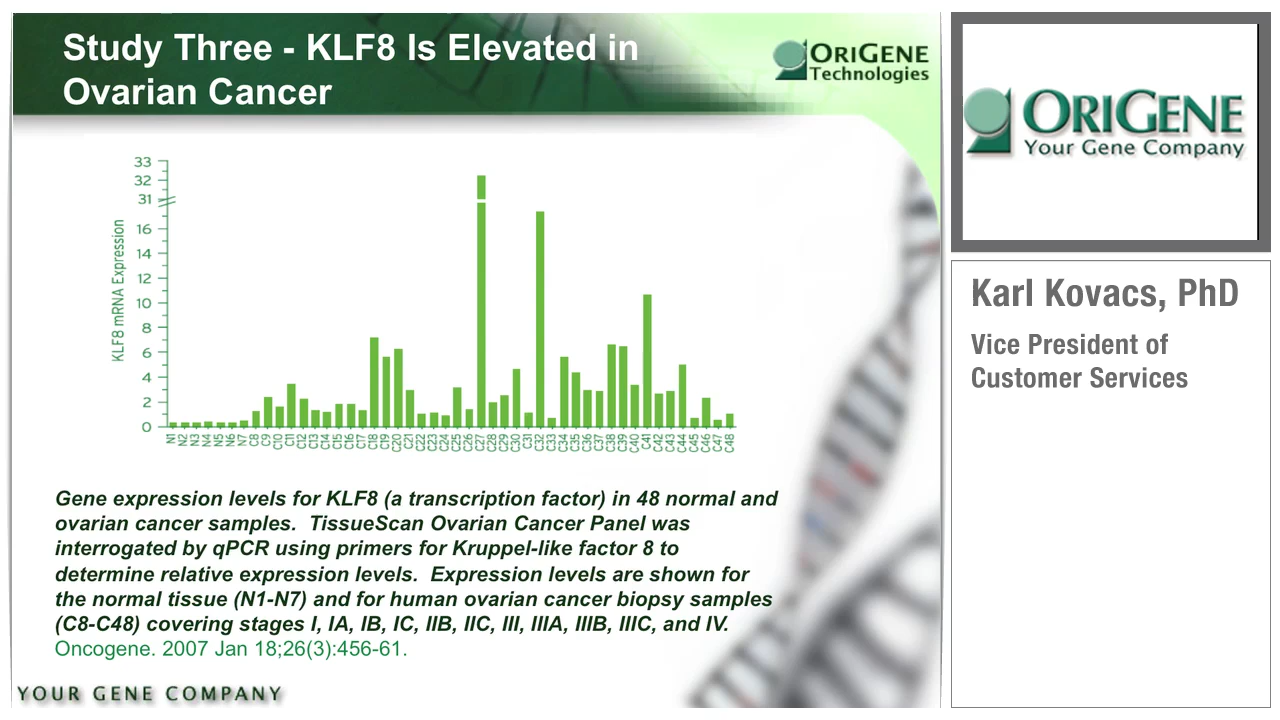 Study Three - KLF8 Is Elevated in
Ovarian Cancer
ORIGENE
Technologies
33
32
31
16
14
12
10
8
6
4
2
0
KLF8 mRNA Expression
N1 N2 N3 N4 N5 N6 N7 C8 C9 C10 C11 C12 C13 C14 C15 C16 C17 C18 C19 C20 C21 C22 C23 C24 C25 C26 C27 C28 C29 C30 C31 C32 C33 C34 C35 C36 C37 C38 C39 C40 C41 C42 C43 C44 C45 C46 C47 C48
Gene expression levels for KLF8 (a transcription factor) in 48 normal and
ovarian cancer samples. TissueScan Ovarian Cancer Panel was
interrogated by qPCR using primers for Kruppel-like factor 8 to
determine relative expression levels. Expression levels are shown for
the normal tissue (N1-N7) and for human ovarian cancer biopsy samples
(C8-C48) covering stages I, IA, IB, IC, IIB, IIC, III, IIIA, IIIB, IIIC, and IV.
Oncogene. 2007 Jan 18;26(3):456-61.
YOUR GENE COMPANY
ORIGENE
Your Gene Company
Karl Kovacs, PhD
Vice President of
Customer Services